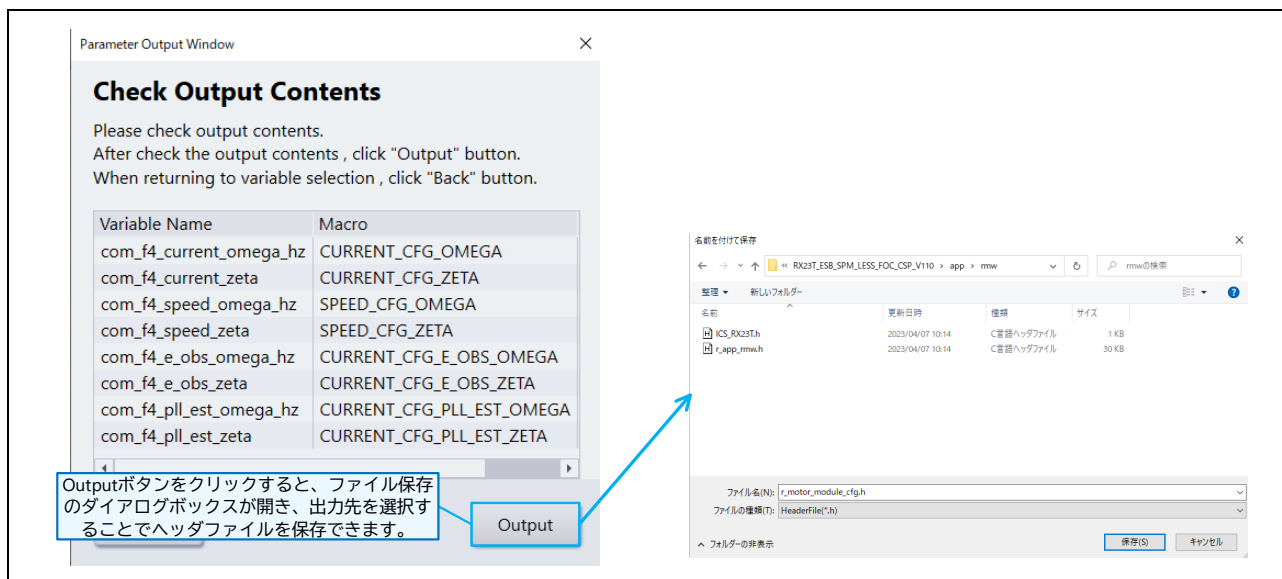 Parameter Output Window
Check Output Contents
Please check output contents.
After check the output contents , click "Output" button.
When returning to variable selection , click "Back" button.
Variable Name Macro
com_f4_current_omega_hz CURRENT_CFG_OMEGA
com_f4_current_zeta CURRENT_CFG_ZETA
com_f4_speed_omega_hz SPEED_CFG_OMEGA
com_f4_speed_zeta SPEED_CFG_ZETA
com_f4_e_obs_omega_hz CURRENT_CFG_E_OBS_OMEGA
com_f4_e_obs_zeta CURRENT_CFG_E_OBS_ZETA
com_f4_pll_est_omega_hz CURRENT_CFG_PLL_EST_OMEGA
com_f4_pll_est_zeta CURRENT_CFG_PLL_EST_ZETA
Outputボタンをクリックすると、ファイル保存
のダイアログボックスが開き、出力先を選択す
ることでヘッダファイルを保存できます。
Output
名前を付けて保存
« RX23T_ESB_SPM_LESS_FOC_CSP_V110 › app › rmw
rmwの検索
整理 新しいフォルダー
名前 更新日時 種類 サイズ
ICS_RX23T.h 2023/04/07 10:14 C言語ヘッダファイル 1 KB
r_app_rmw.h 2023/04/07 10:14 C言語ヘッダファイル 30 KB
ファイル名(N): r_motor_module_cfg.h
ファイルの種類(T): HeaderFile(*.h)
フォルダーの非表示
保存(S) キャンセル